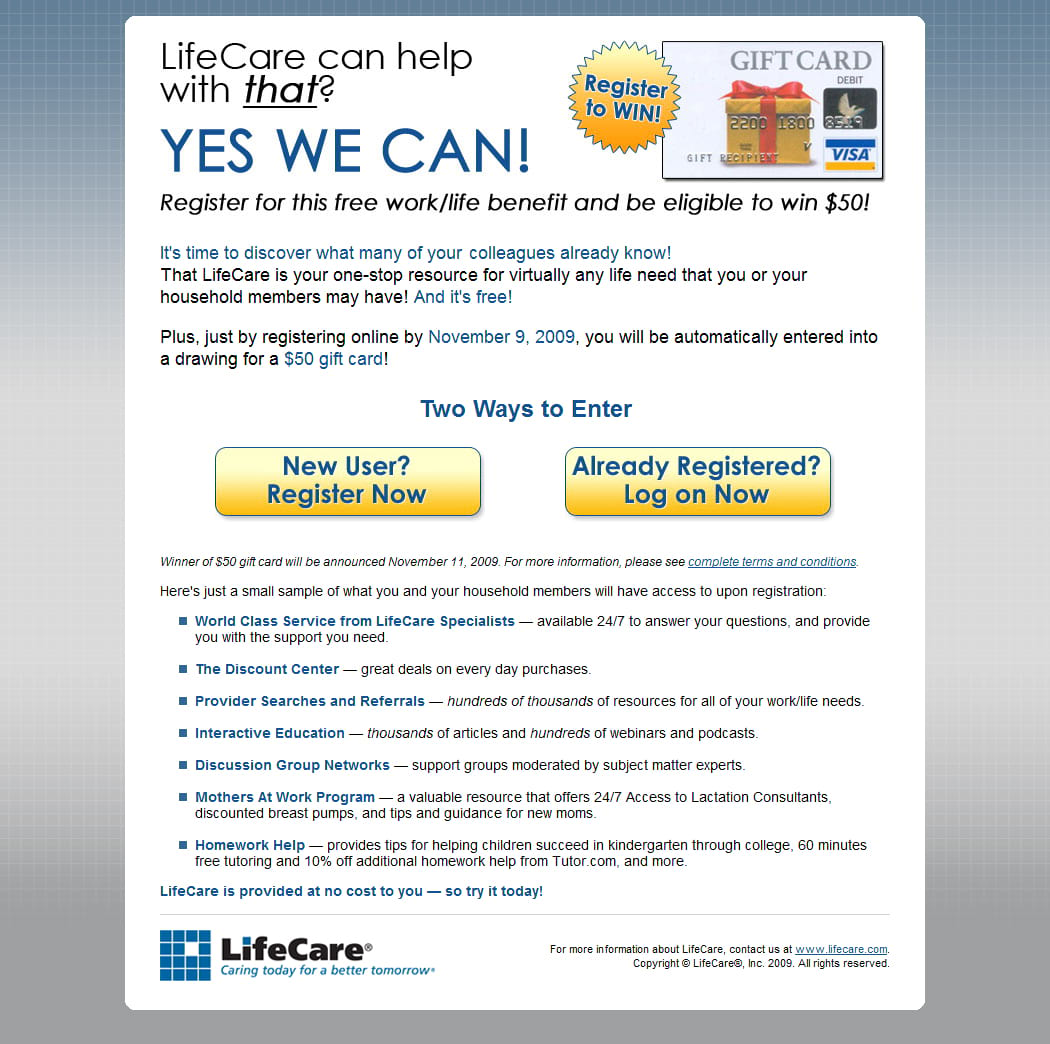 LifeCare can help
with that?
YES WE CAN!
Register
to WIN!
GIFT CARD
DEBIT
2200 1800 8519
V
GIFT RECIPIENT
VISA
Register for this free work/life benefit and be eligible to win $50!
It's time to discover what many of your colleagues already know!
That LifeCare is your one-stop resource for virtually any life need that you or your
household members may have! And it's free!
Plus, just by registering online by November 9, 2009, you will be automatically entered into
a drawing for a $50 gift card!
Two Ways to Enter
New User?
Register Now
Already Registered?
Log on Now
Winner of $50 gift card will be announced November 11, 2009. For more information, please see complete terms and conditions.
Here's just a small sample of what you and your household members will have access to upon registration:
World Class Service from LifeCare Specialists — available 24/7 to answer your questions, and provide
you with the support you need.
The Discount Center — great deals on every day purchases.
Provider Searches and Referrals — hundreds of thousands of resources for all of your work/life needs.
Interactive Education — thousands of articles and hundreds of webinars and podcasts.
Discussion Group Networks — support groups moderated by subject matter experts.
Mothers At Work Program — a valuable resource that offers 24/7 Access to Lactation Consultants,
discounted breast pumps, and tips and guidance for new moms.
Homework Help — provides tips for helping children succeed in kindergarten through college, 60 minutes
free tutoring and 10% off additional homework help from Tutor.com, and more.
LifeCare is provided at no cost to you — so try it today!
LifeCare®
Caring today for a better tomorrow®
For more information about LifeCare, contact us at www.lifecare.com.
Copyright © LifeCare®, Inc. 2009. All rights reserved.